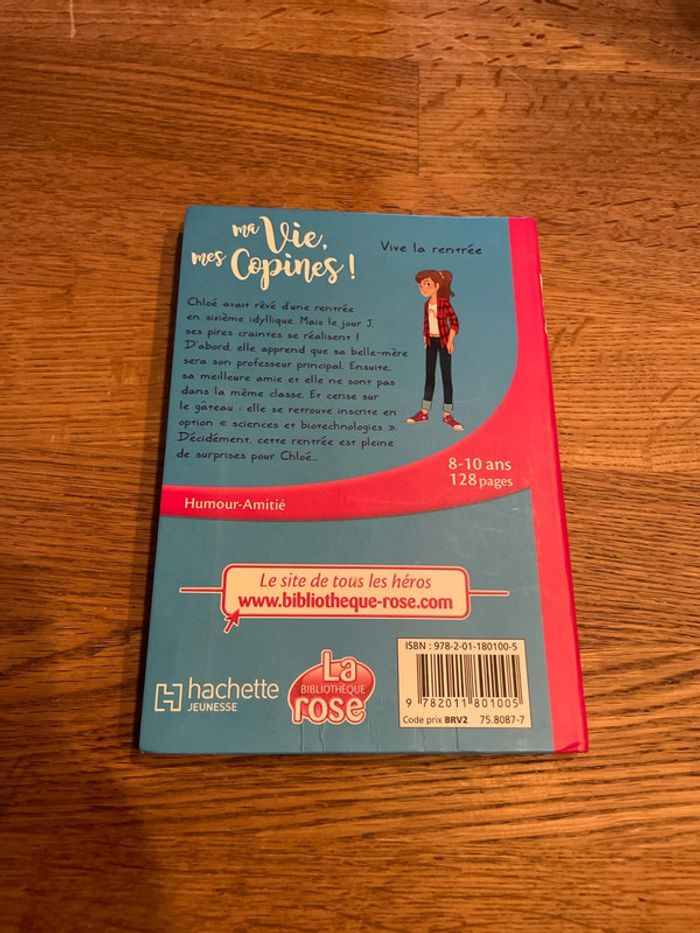 ma Vie,
mes Copines !
Vive la rentrée
Chloé avait rêvé d'une rentrée
en sixième idyllique. Mais le jour J,
ses pires craintes se réalisent !
D'abord, elle apprend que sa belle-mère
sera son professeur principal. Ensuite,
sa meilleure amie et elle ne sont pas
dans la même classe. Et cerise sur
le gâteau : elle se retrouve inscrite en
option « sciences et biotechnologies ».
Décidément, cette rentrée est pleine
de surprises pour Chloé...
8-10 ans
128 pages
Humour-Amitié
Le site de tous les héros
www.bibliotheque-rose.com
hachette
JEUNESSE
La
BIBLIOTHÈQUE
rose
ISBN : 978-2-01-180100-5
9 782011 801005
Code prix BRV2 75.8087-7